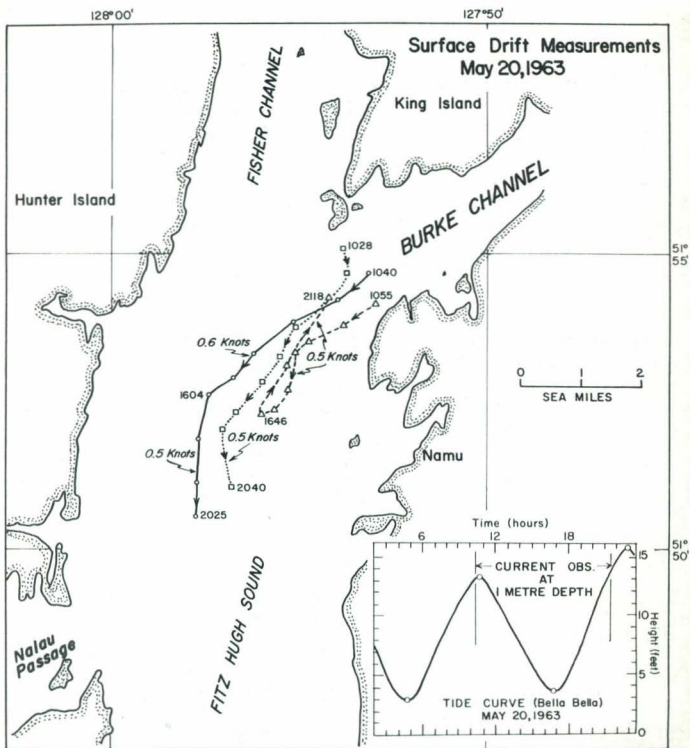 128°00'
127°50'
Surface Drift Measurements
May 20,1963
FISHER CHANNEL
King Island
Hunter Island
BURKE CHANNEL
51°
55'
1028
1040
2118
1055
0.6 Knots
0.5 Knots
1604
1646
0.5 Knots
0.5 Knots
2040
2025
0 1 2
SEA MILES
Namu
51°
50'
Nalau
Passage
FITZ HUGH SOUND
Time (hours)
6 12 18
CURRENT OBS.
AT
1 METRE DEPTH
15
10
5
0
Height (feet)
TIDE CURVE (Bella Bella)
MAY 20,1963